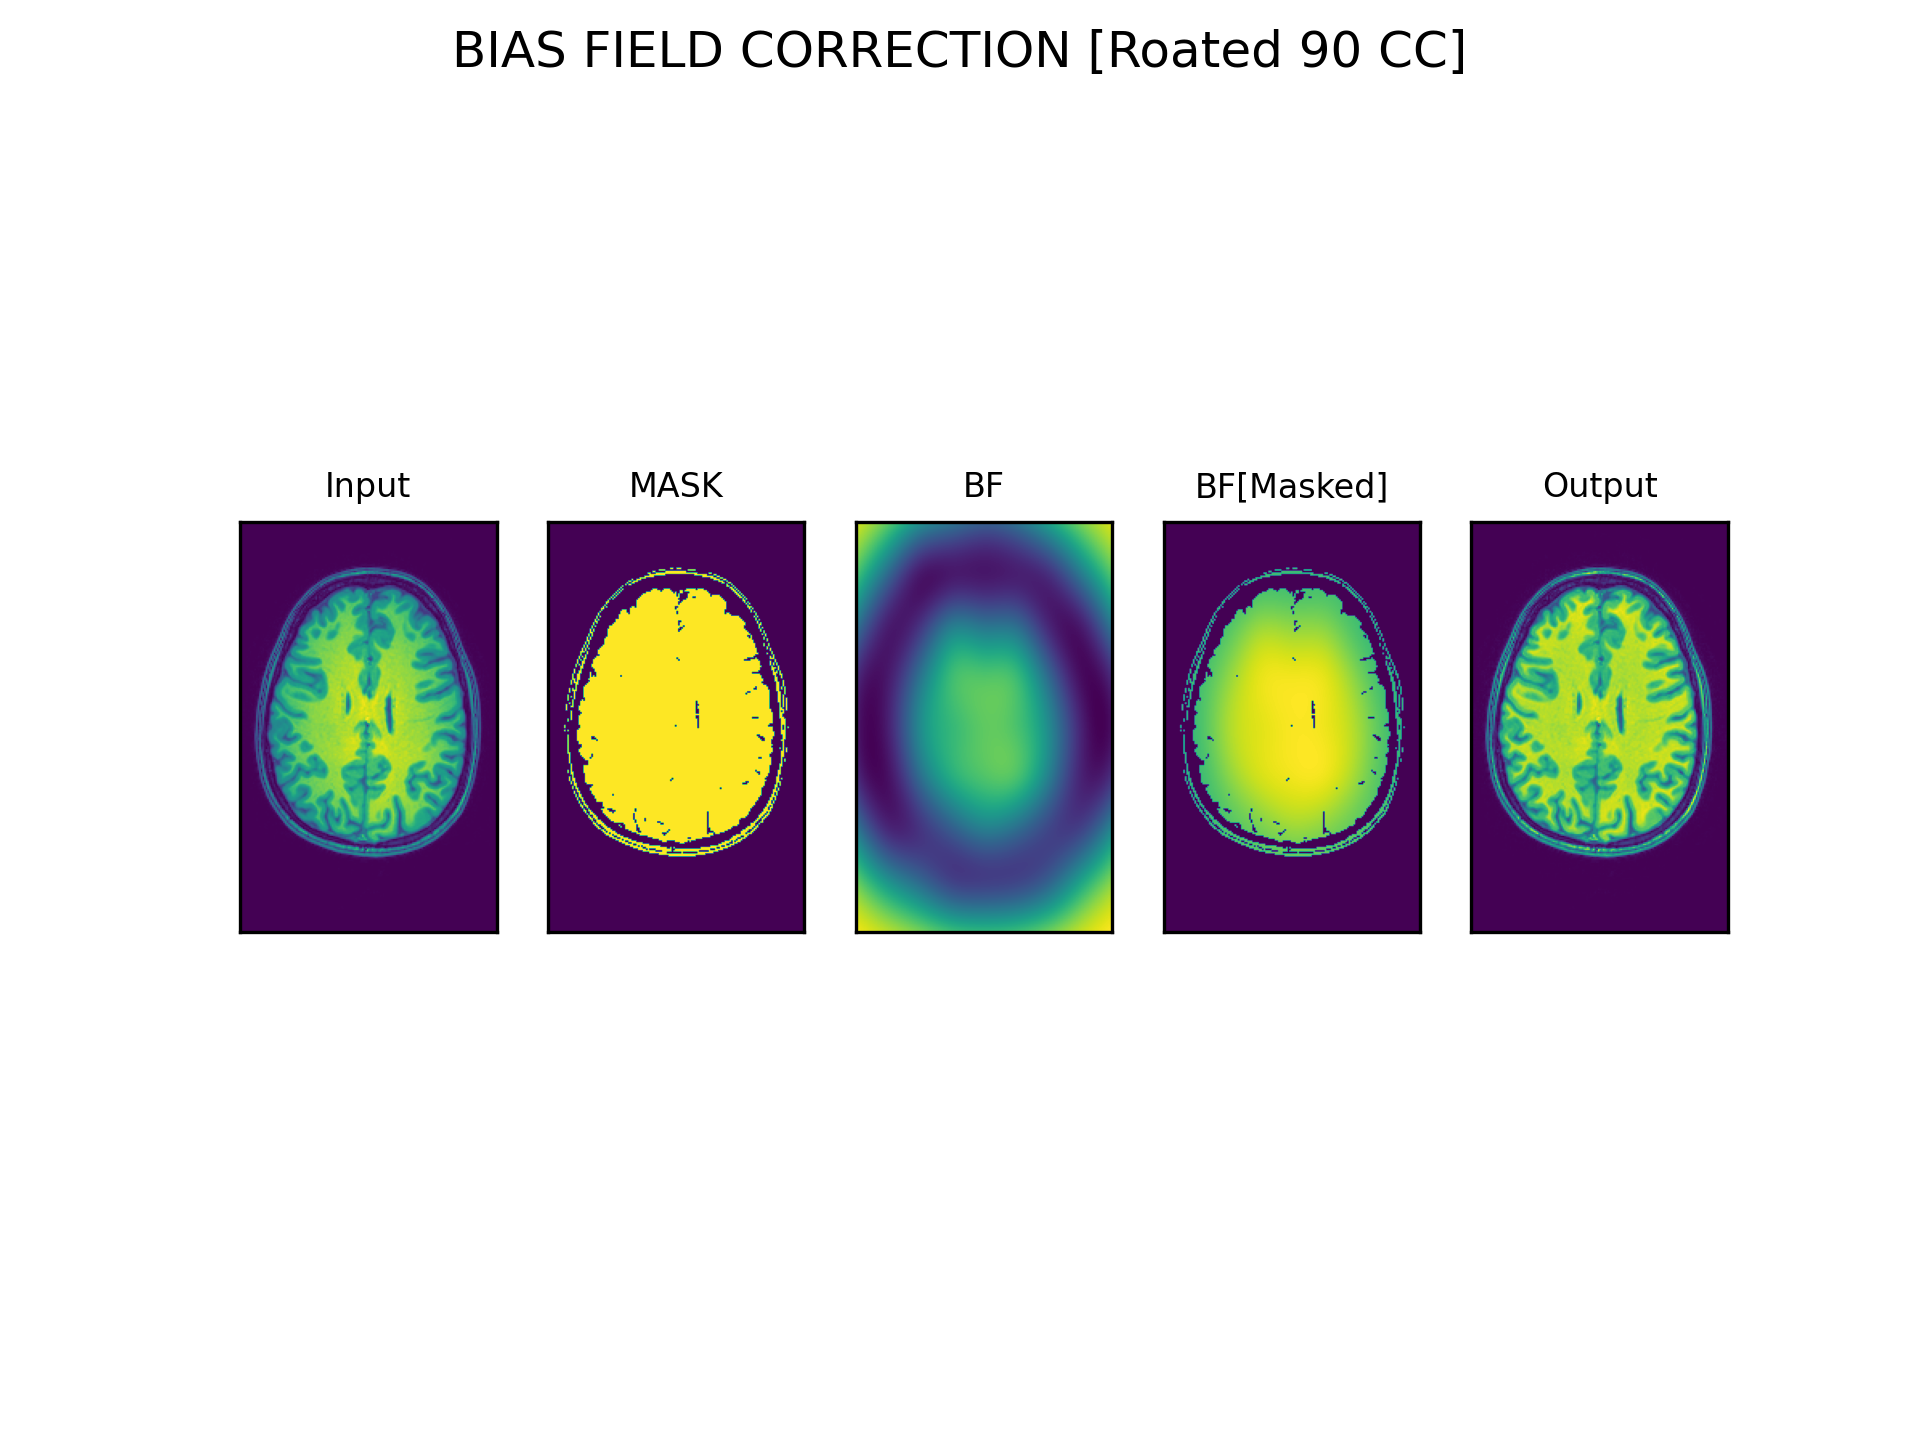 BIAS FIELD CORRECTION [Roated 90 CC]
Input
MASK
BF
BF[Masked]
Output